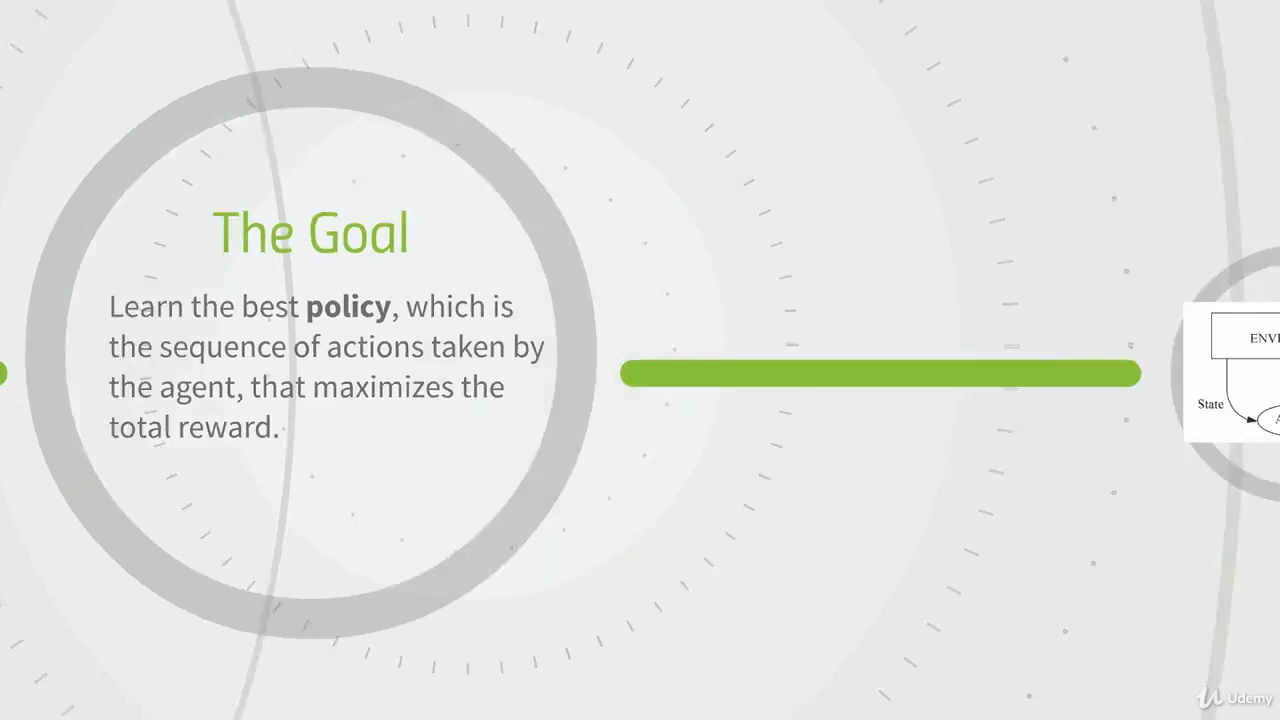 The Goal
Learn the best policy, which is
the sequence of actions taken by
the agent, that maximizes the
total reward.
State
Udemy